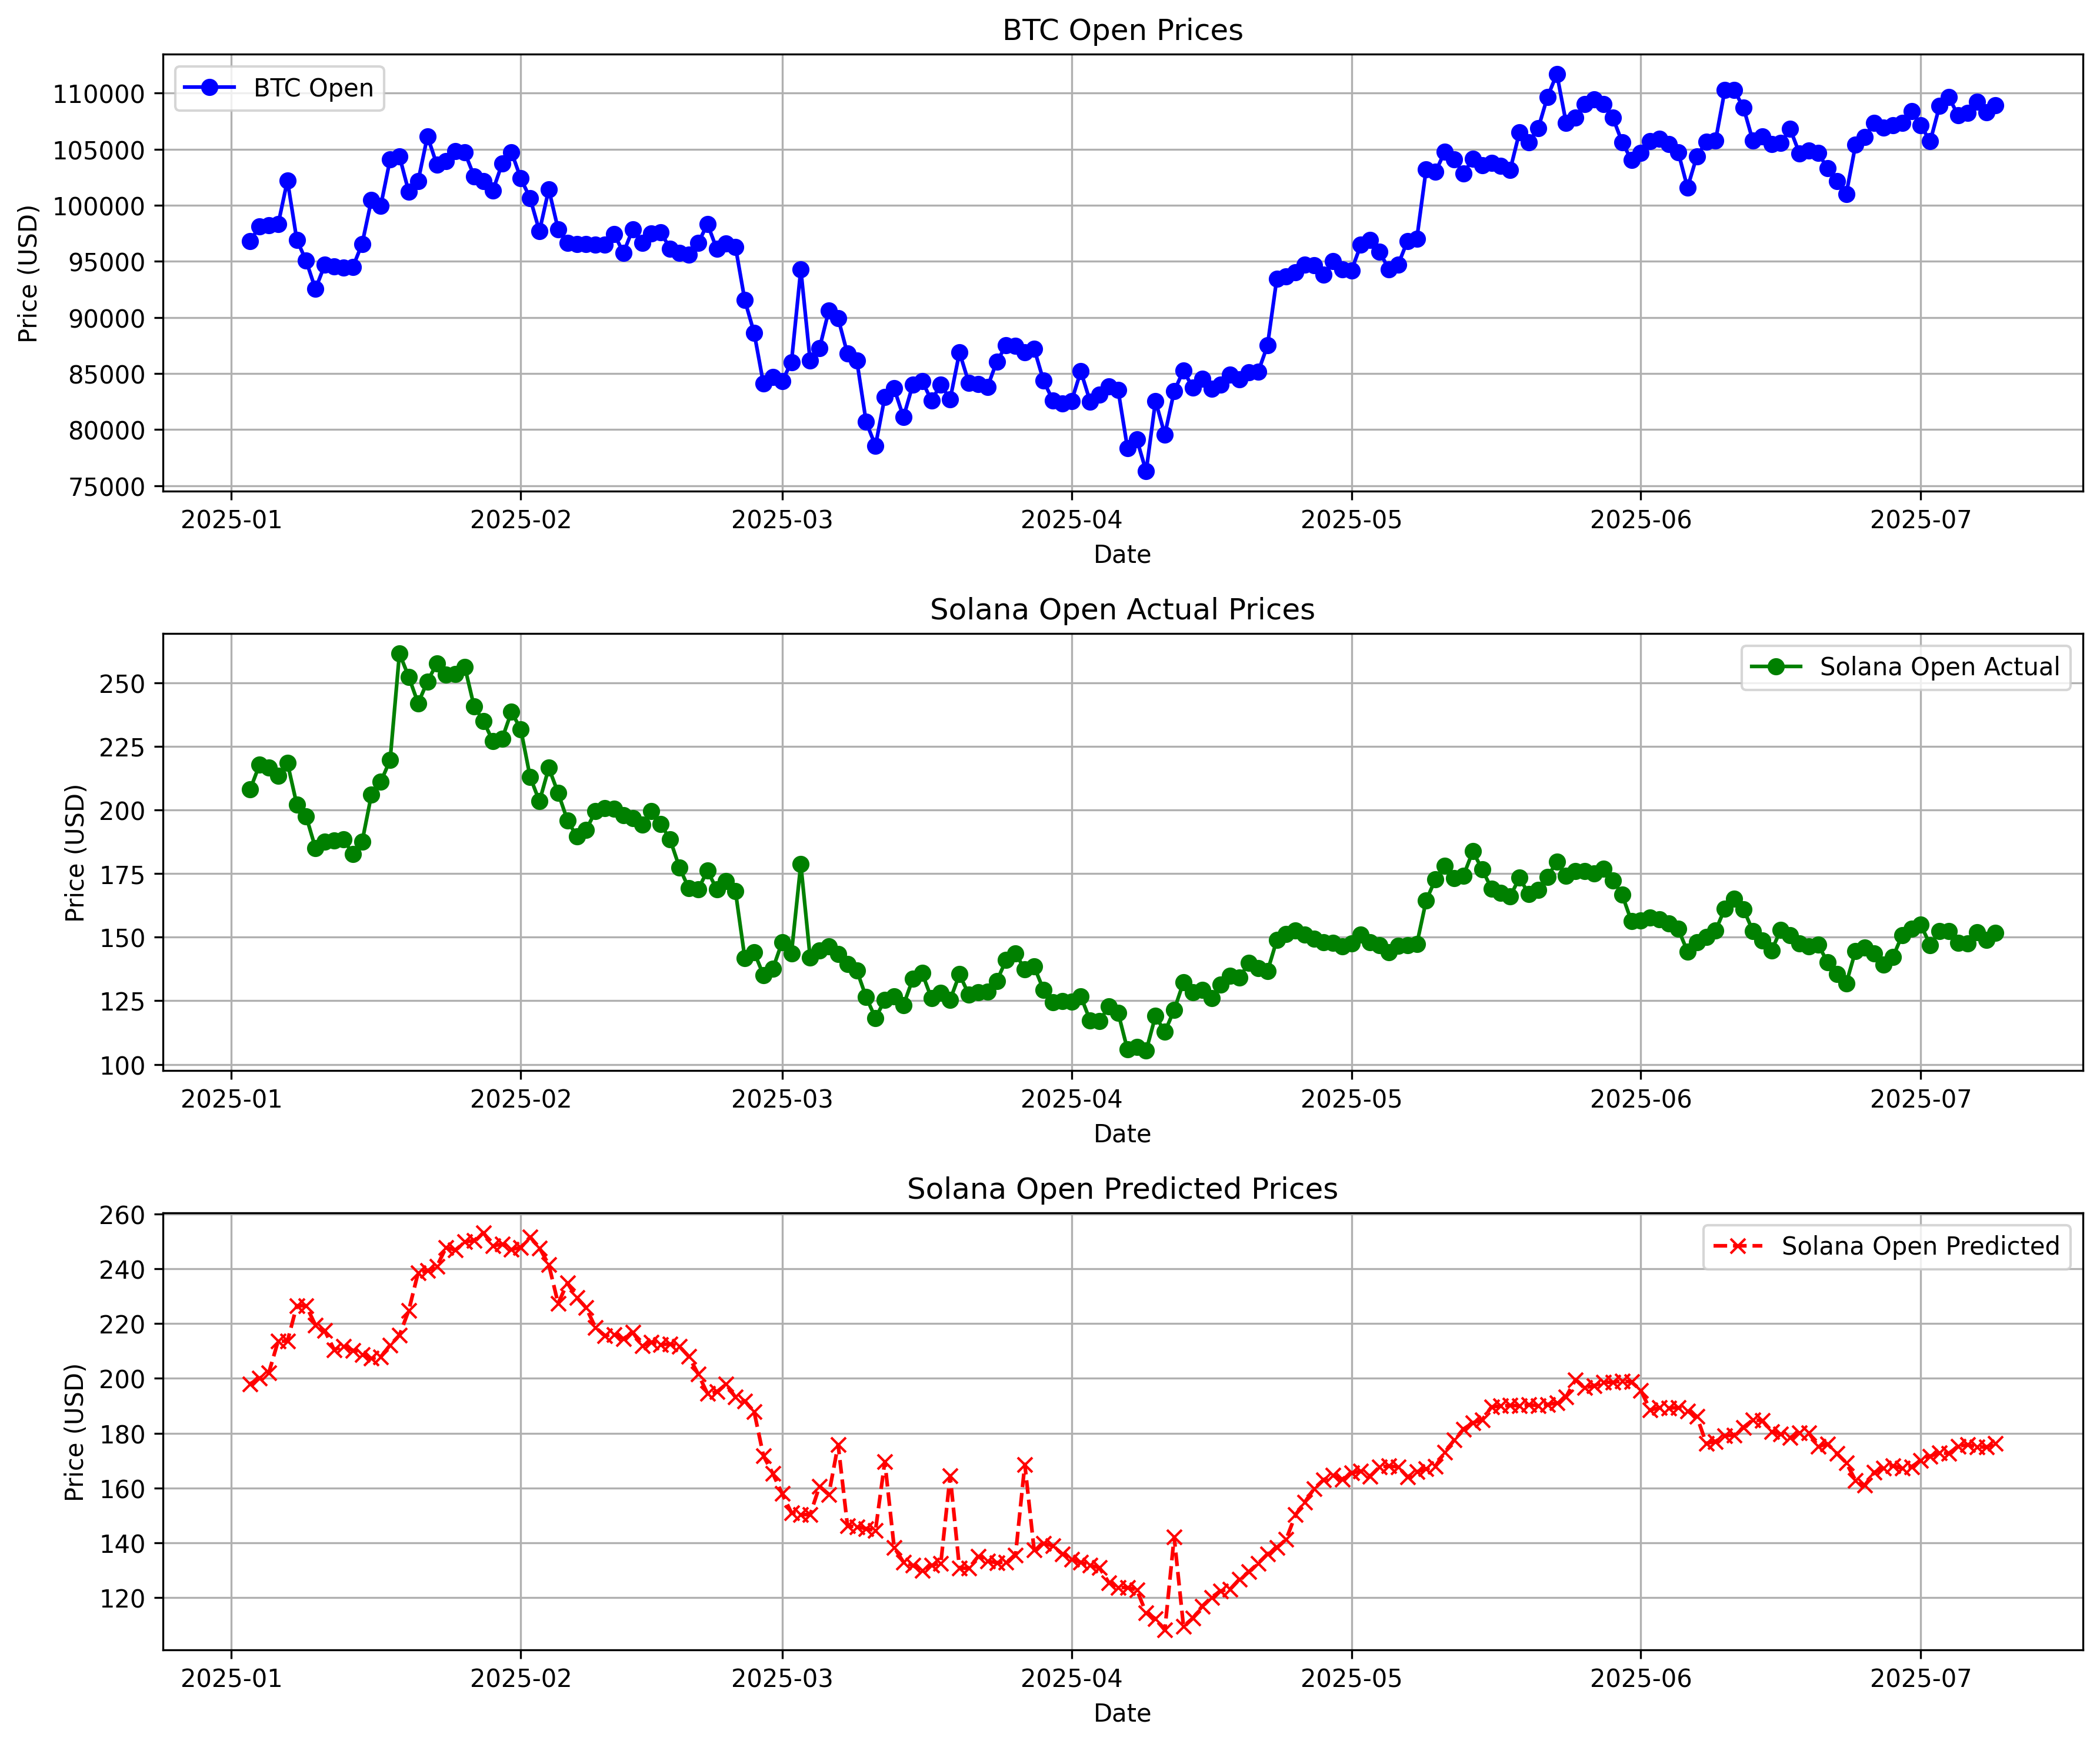 BTC Open Prices
BTC Open
110000
105000
100000
95000
90000
85000
80000
75000
Price (USD)
2025-01 2025-02 2025-03 2025-04 2025-05 2025-06 2025-07
Date
Solana Open Actual Prices
Solana Open Actual
250
225
200
175
150
125
100
Price (USD)
2025-01 2025-02 2025-03 2025-04 2025-05 2025-06 2025-07
Date
Solana Open Predicted Prices
Solana Open Predicted
260
240
220
200
180
160
140
120
Price (USD)
2025-01 2025-02 2025-03 2025-04 2025-05 2025-06 2025-07
Date